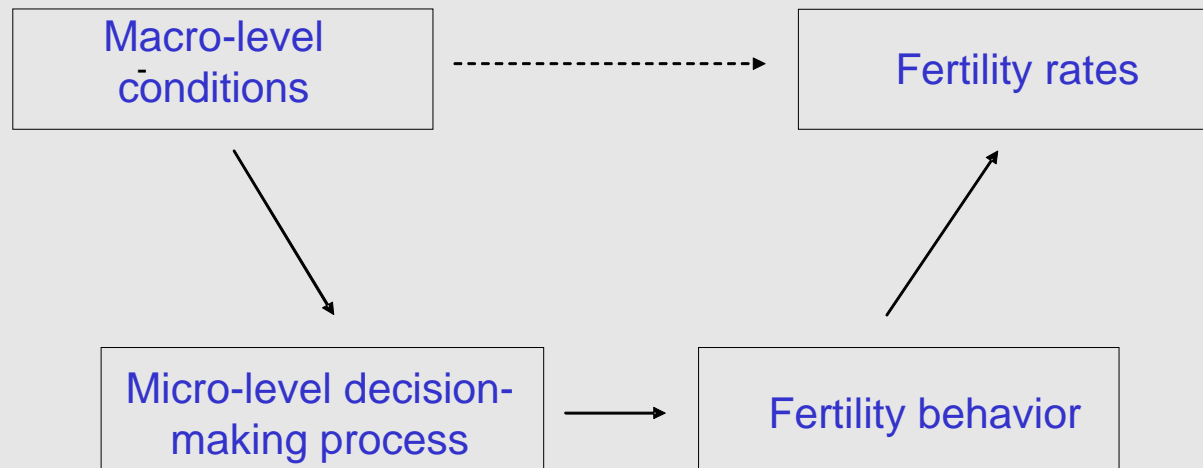 Macro-level
conditions
Fertility rates
Micro-level decision-
making process
Fertility behavior